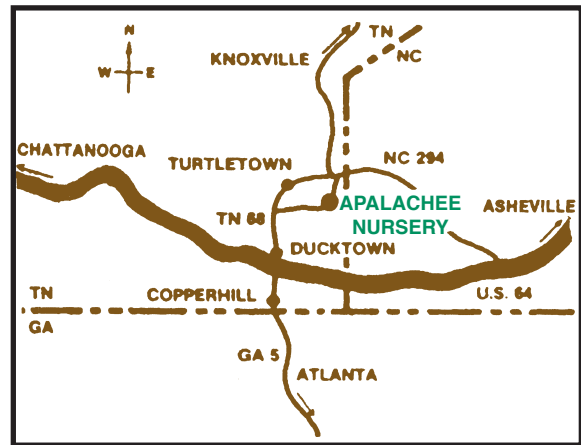 N
W E
KNOXVILLE
TN
NC
CHATTANOOGA
TURTLETOWN
NC 294
APALACHEE
NURSERY
ASHEVILLE
TN 68
DUCKTOWN
COPPERHILL
U.S. 64
TN
GA
GA 5
ATLANTA